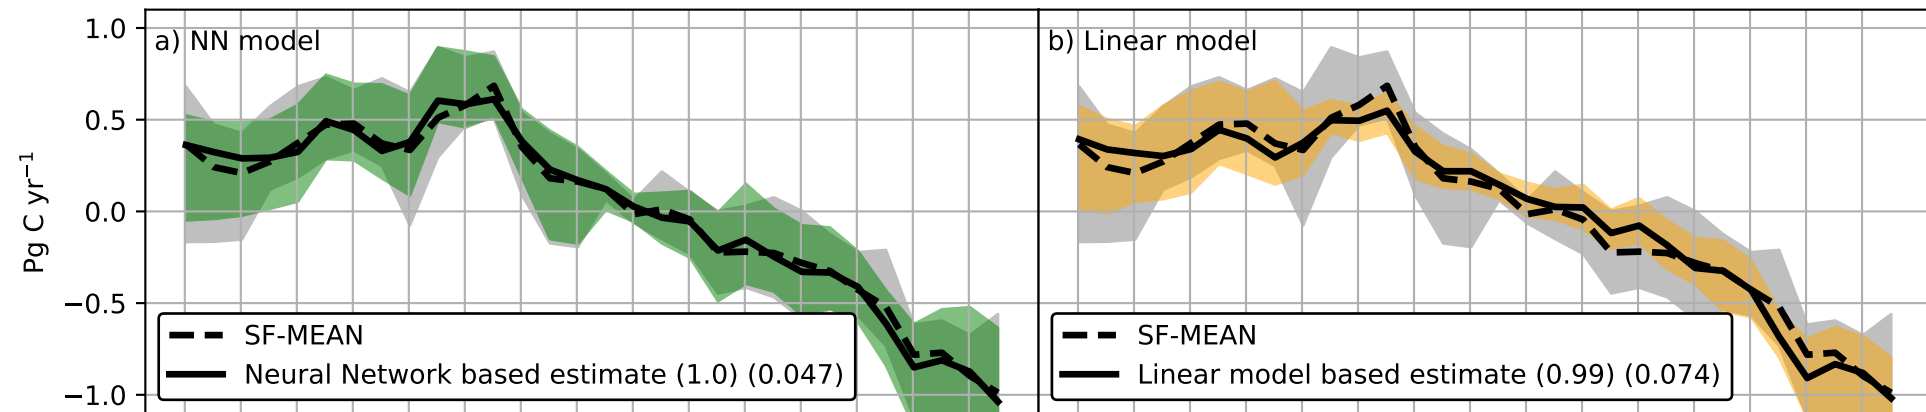 a) NN model
b) Linear model
1.0
0.5
0.0
−0.5
−1.0
Pg C yr⁻¹
SF-MEAN
Neural Network based estimate (1.0) (0.047)
SF-MEAN
Linear model based estimate (0.99) (0.074)